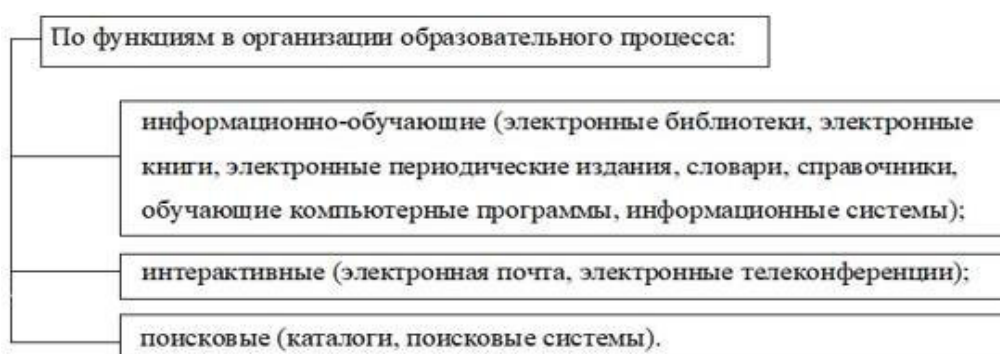 По функциям в организации образовательного процесса:
информационно-обучающие (электронные библиотеки, электронные
книги, электронные периодические издания, словари, справочники,
обучающие компьютерные программы, информационные системы);
интерактивные (электронная почта, электронные телеконференции);
поисковые (каталоги, поисковые системы).